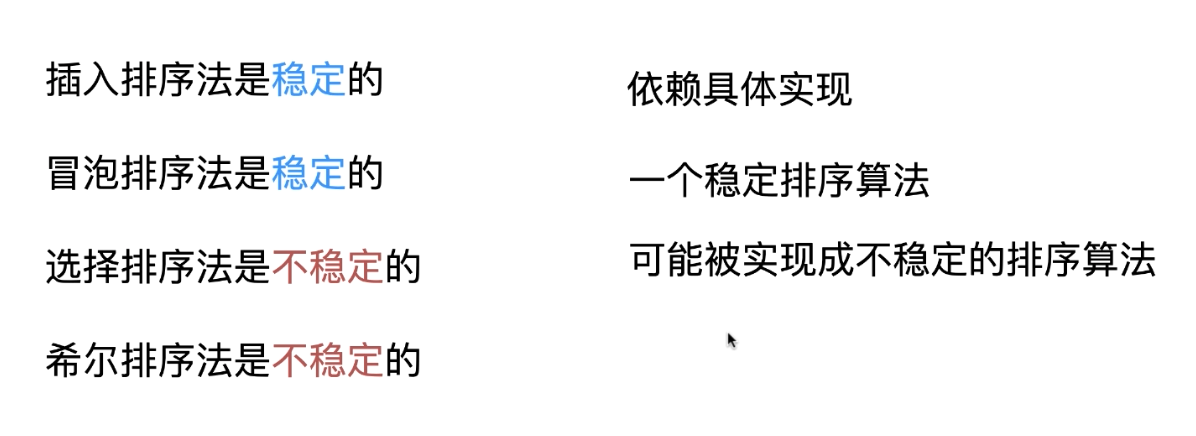 插入排序法是稳定的
冒泡排序法是稳定的
选择排序法是不稳定的
希尔排序法是不稳定的
依赖具体实现
一个稳定排序算法
可能被实现成不稳定的排序算法